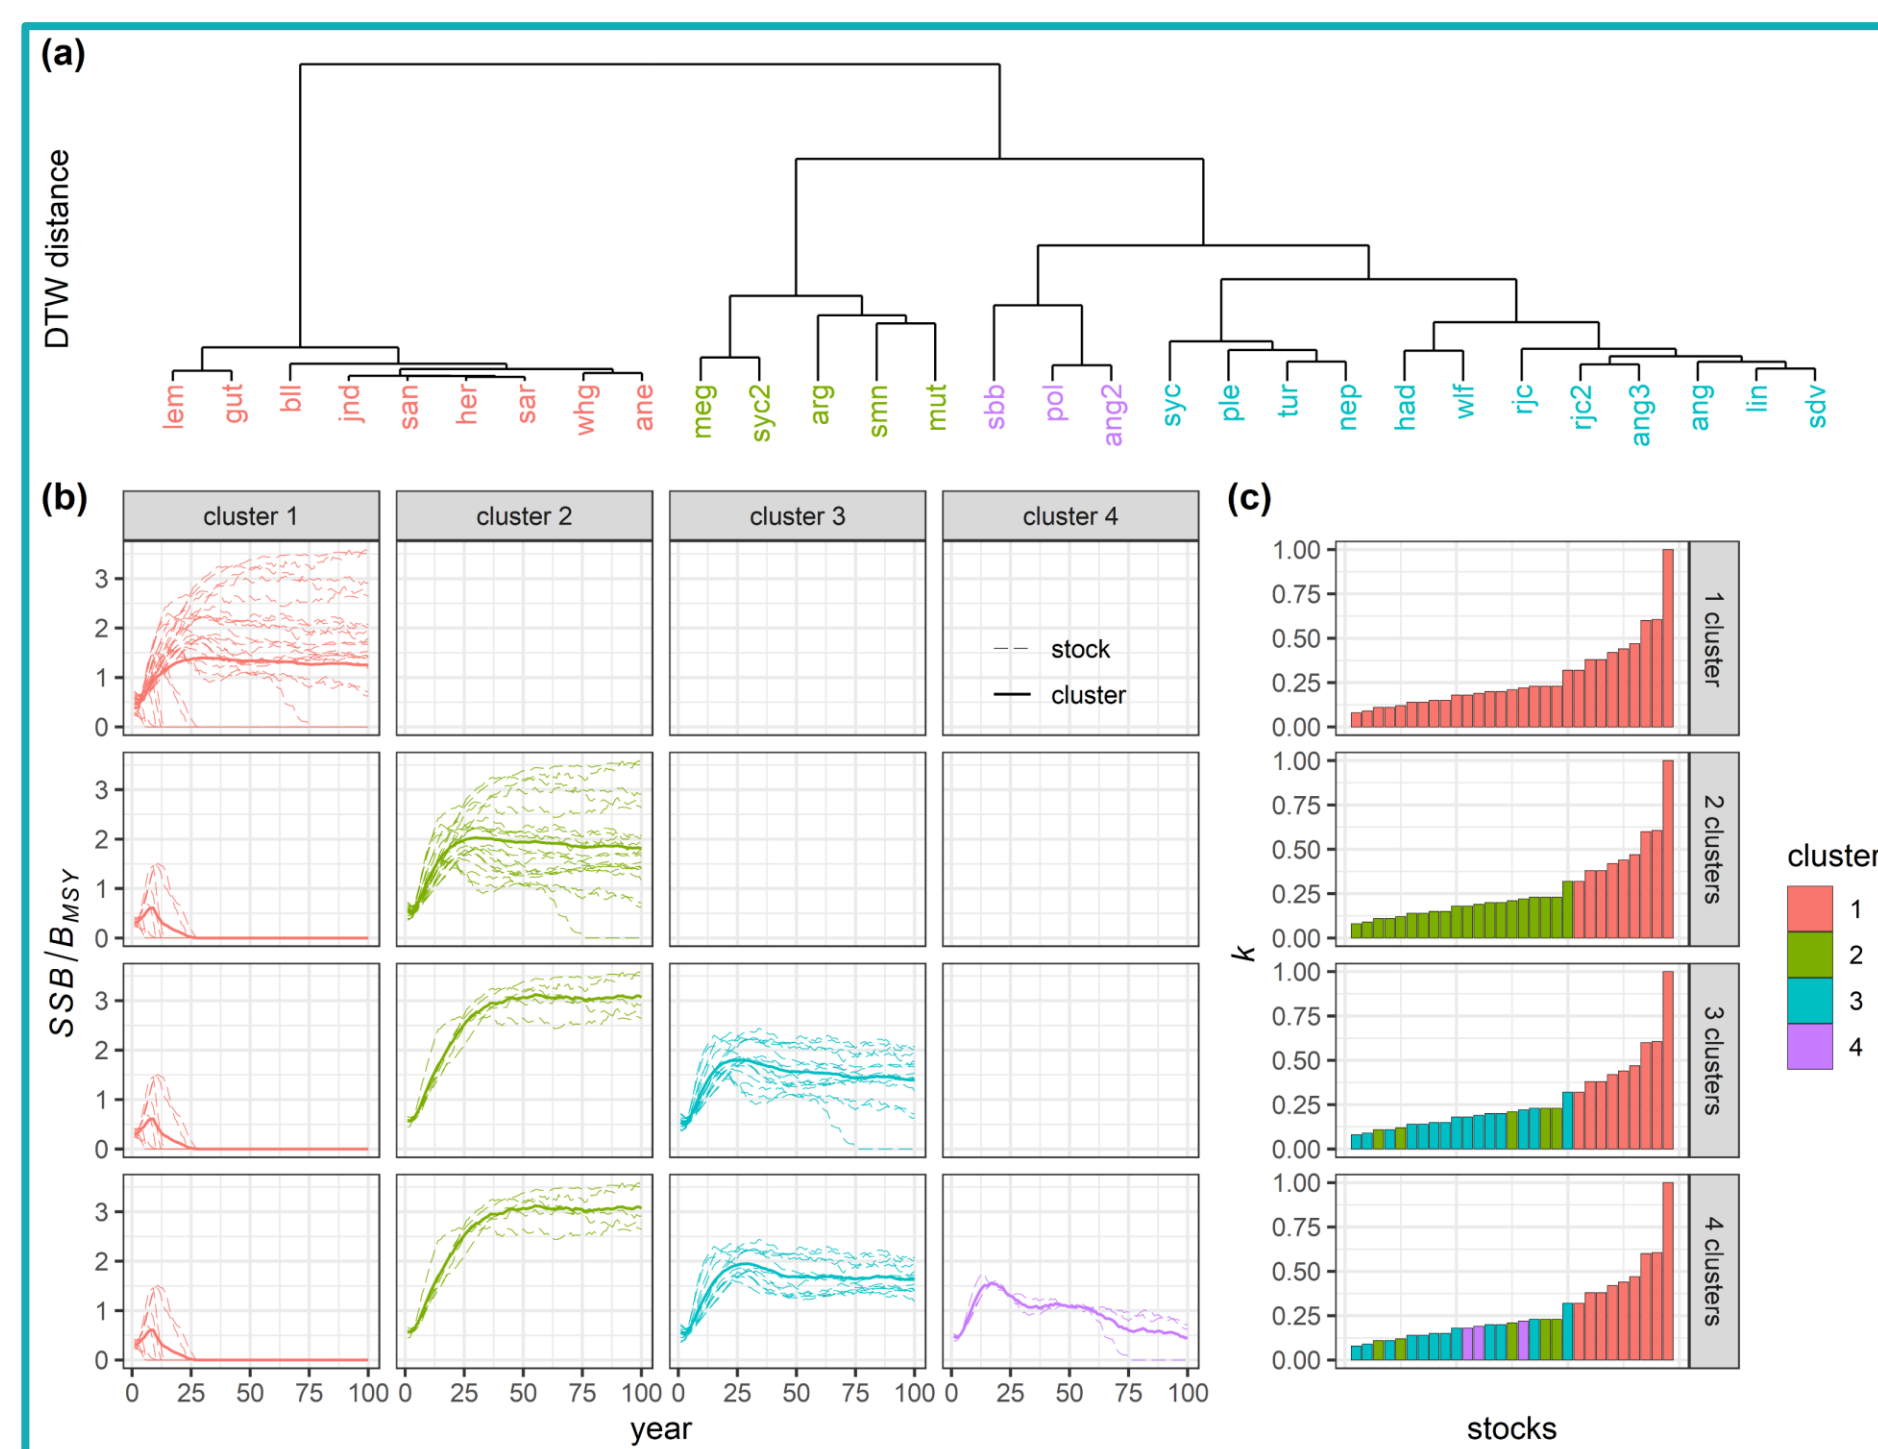 (a)
DTW distance
lem gut bll jnd san her sar whg ane meg syc2 arg smn mut sbb pol ang2 syc ple tur nep had wlf rjc rjc2 ang3 ang lin sdv
(b)
cluster 1 cluster 2 cluster 3 cluster 4
SSB/B_MSY
3
2
1
0
stock
cluster
3
2
1
0
3
2
1
0
3
2
1
0
0 25 50 75 100 0 25 50 75 100 0 25 50 75 100 0 25 50 75 100
year
(c)
k
1.00
0.75
0.50
0.25
0.00
1 cluster
1.00
0.75
0.50
0.25
0.00
2 clusters
1.00
0.75
0.50
0.25
0.00
3 clusters
1.00
0.75
0.50
0.25
0.00
4 clusters
stocks
cluster
1
2
3
4